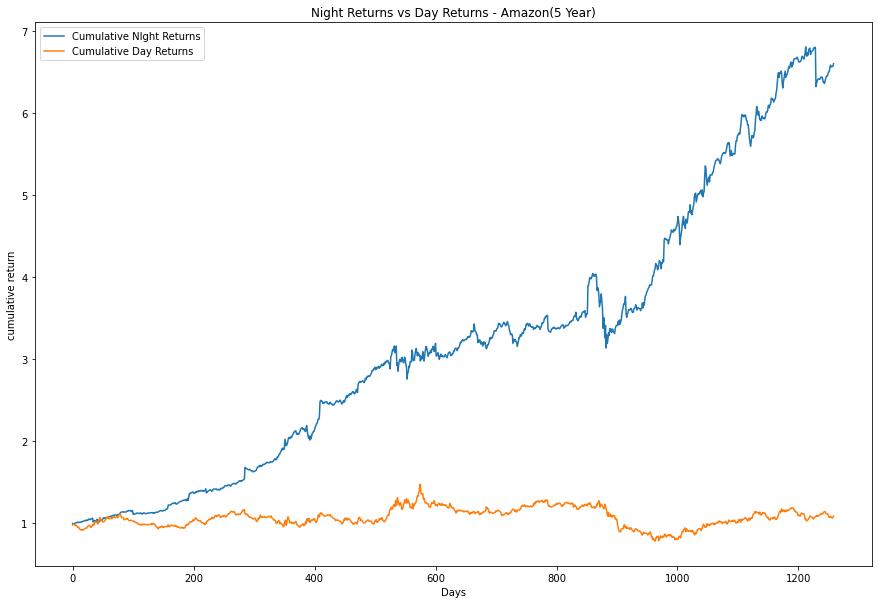 Night Returns vs Day Returns - Amazon(5 Year)
Cumulative NIght Returns
Cumulative Day Returns
7
6
5
4
3
2
1
cumulative return
0 200 400 600 800 1000 1200
Days